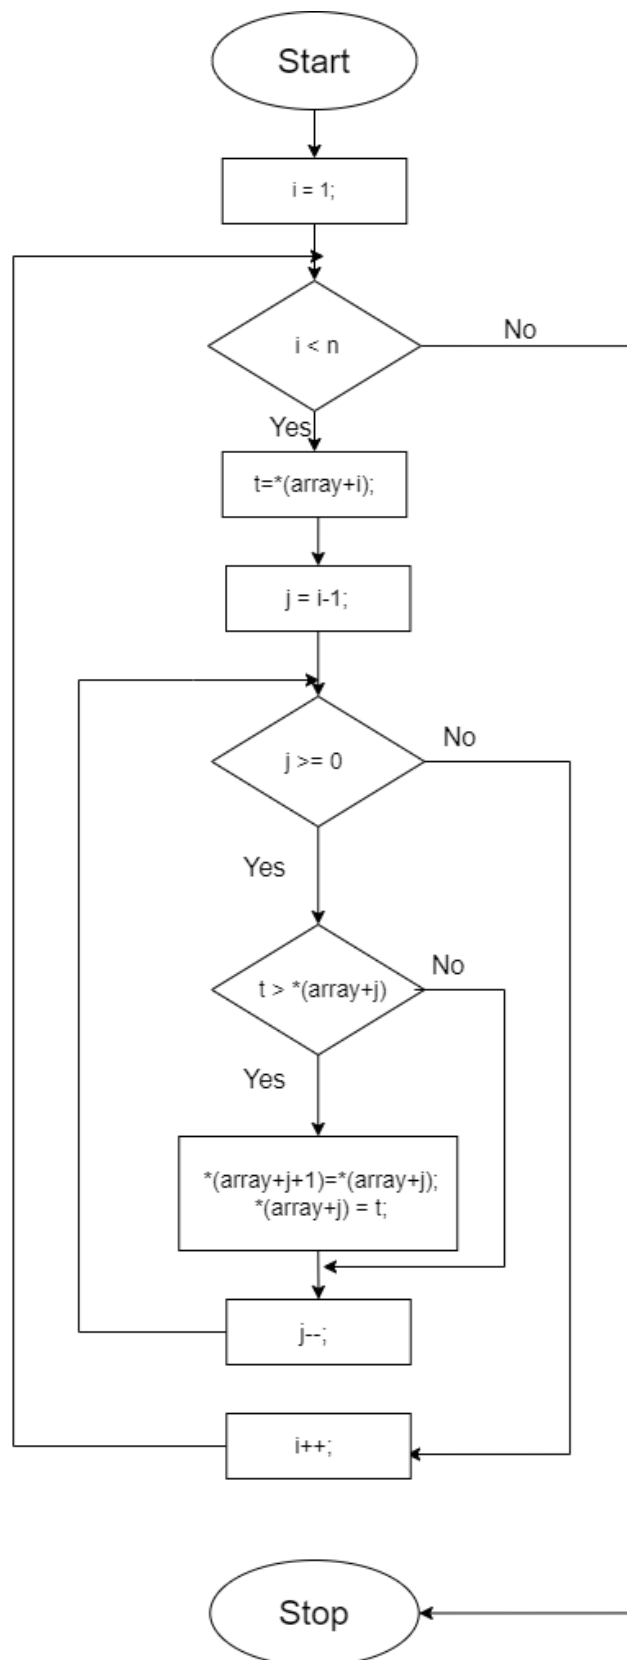 Start
i = 1;
i < n
No
Yes
t=*(array+i);
j = i-1;
j >= 0
No
Yes
t > *(array+j)
No
Yes
*(array+j+1)=*(array+j);
*(array+j) = t;
j--;
i++;
Stop